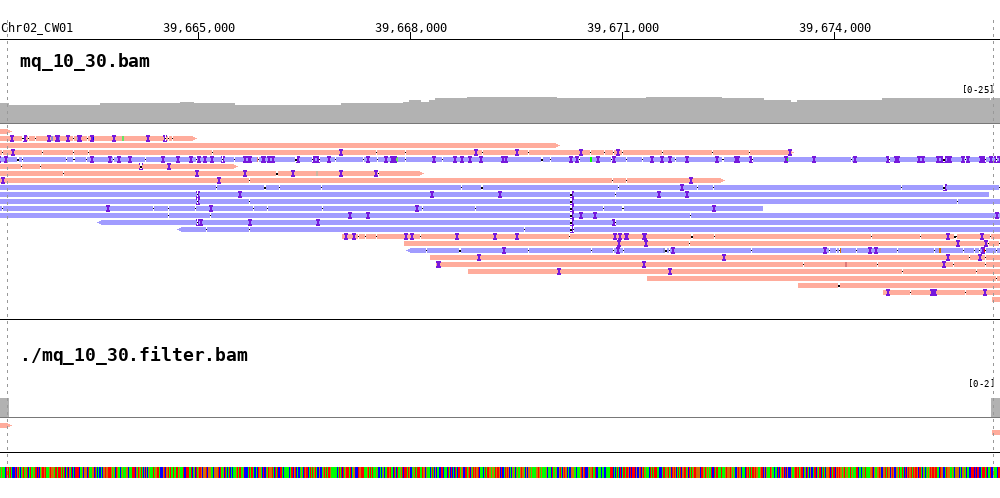 Chr02_CW01 39,665,000 39,668,000 39,671,000 39,674,000
mq_10_30.bam
[0-25]
./mq_10_30.filter.bam
[0-2]